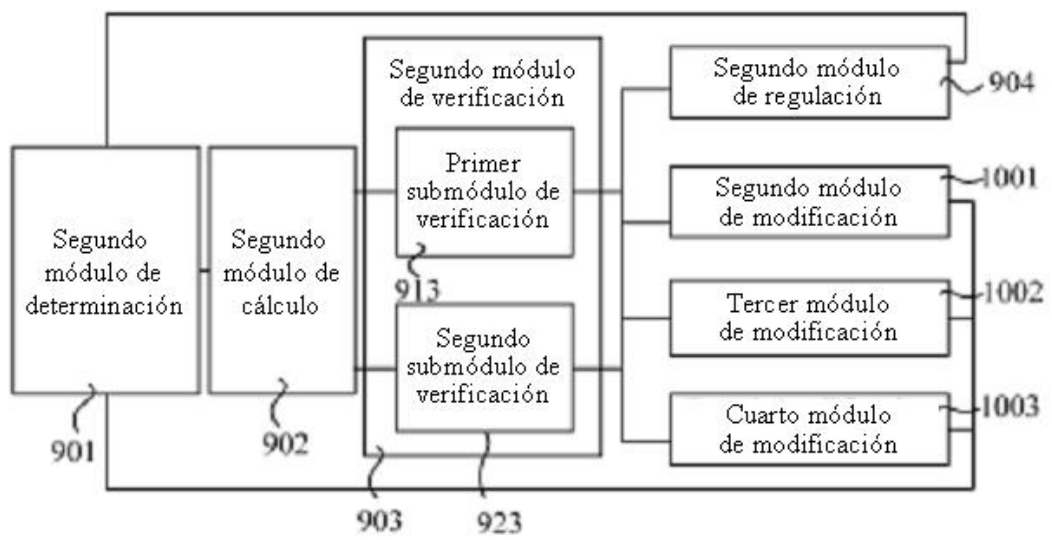 Segundo
módulo de
determinación
901
Segundo
módulo de
cálculo
902
Segundo módulo
de verificación
Primer
submódulo de
verificación
913
Segundo
submódulo de
verificación
923
903
Segundo módulo
de regulación
904
Segundo módulo
de modificación
1001
Tercer módulo
de modificación
1002
Cuarto módulo
de modificación
1003